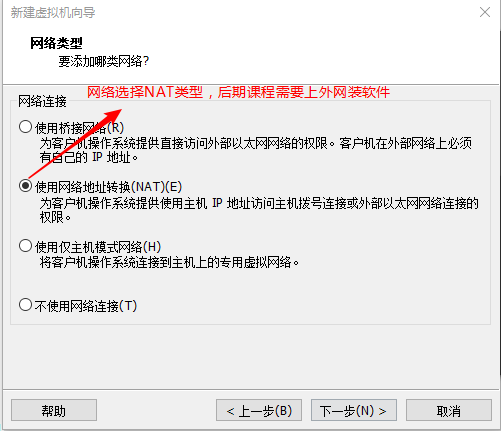 新建虚拟机向导
网络类型
要添加哪类网络?
网络选择NAT类型，后期课程需要上外网装软件
网络连接
使用桥接网络(R)
为客户机操作系统提供直接访问外部以太网网络的权限。客户机在外部网络上必须
有自己的 IP 地址。
使用网络地址转换(NAT)(E)
为客户机操作系统提供使用主机 IP 地址访问主机拨号连接或外部以太网网络连接的
权限。
使用仅主机模式网络(H)
将客户机操作系统连接到主机上的专用虚拟网络。
不使用网络连接(T)
帮助
< 上一步(B)
下一步(N) >
取消